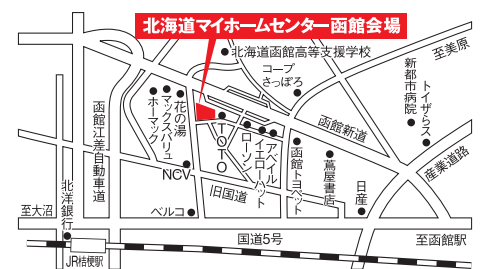 北海道マイホームセンター函館会場
北海道函館高等支援学校
至美原
コープ
さっぽろ
新都市病院
トイザらス
函館新道
産業道路
函館江差自動車道
ホーマック
マックスバリュ
花の湯
TOTO
ローソン
イエローハット
アベイル
函館トヨペット
蔦屋書店
日産
NCV
旧国道
北洋銀行
至大沼
ベルコ
国道5号
至函館駅
JR桔梗駅